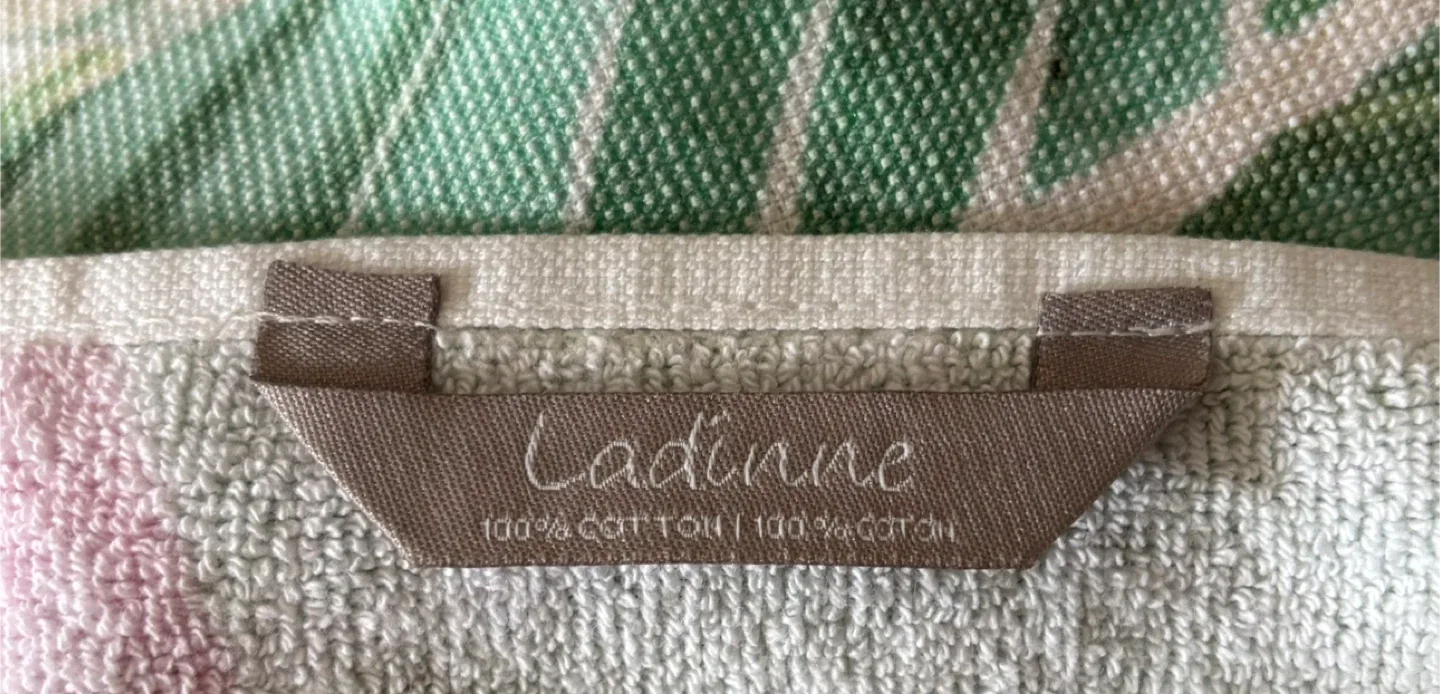 Ladinne
100% COTTON | 100% COTON